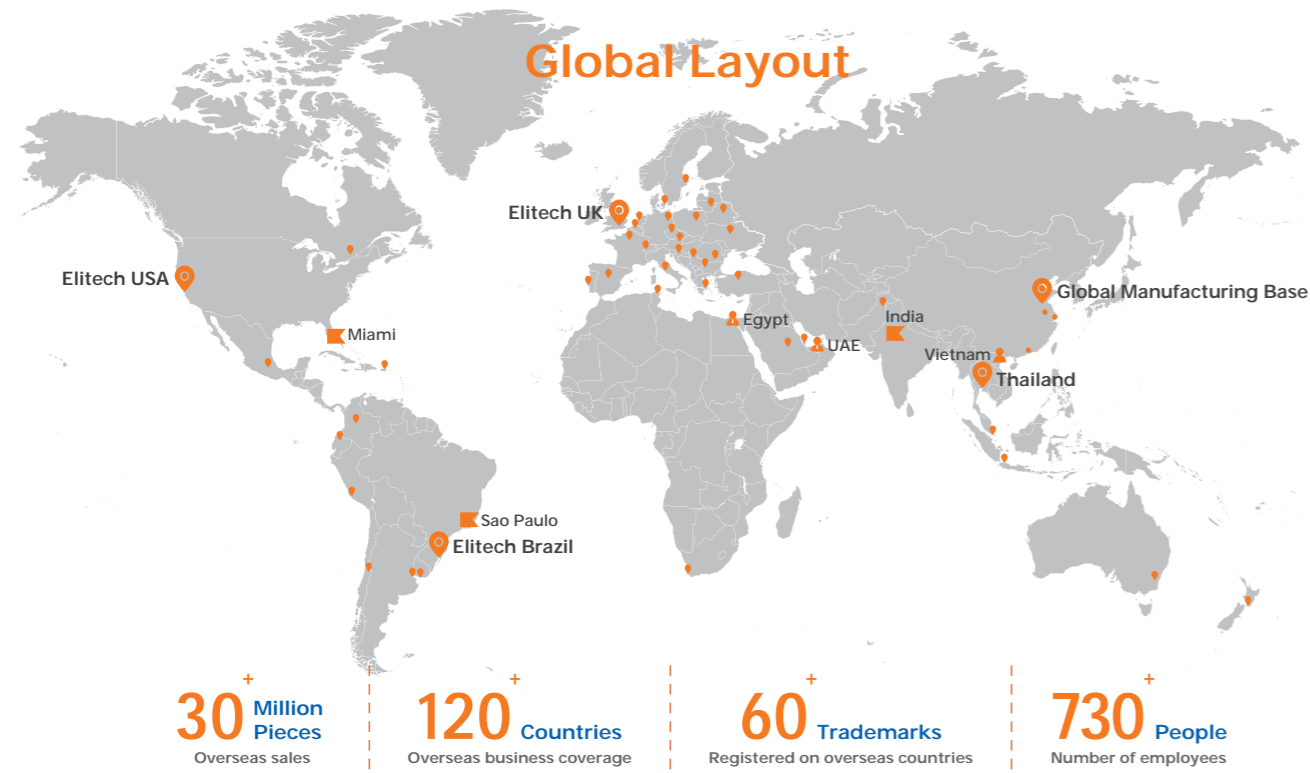 Global Layout
Elitech UK
Elitech USA
Global Manufacturing Base
Miami
Egypt
India
UAE
Vietnam
Thailand
Sao Paulo
Elitech Brazil
30+ Million
Pieces
Overseas sales
120+ Countries
Overseas business coverage
60+ Trademarks
Registered on overseas countries
730+ People
Number of employees